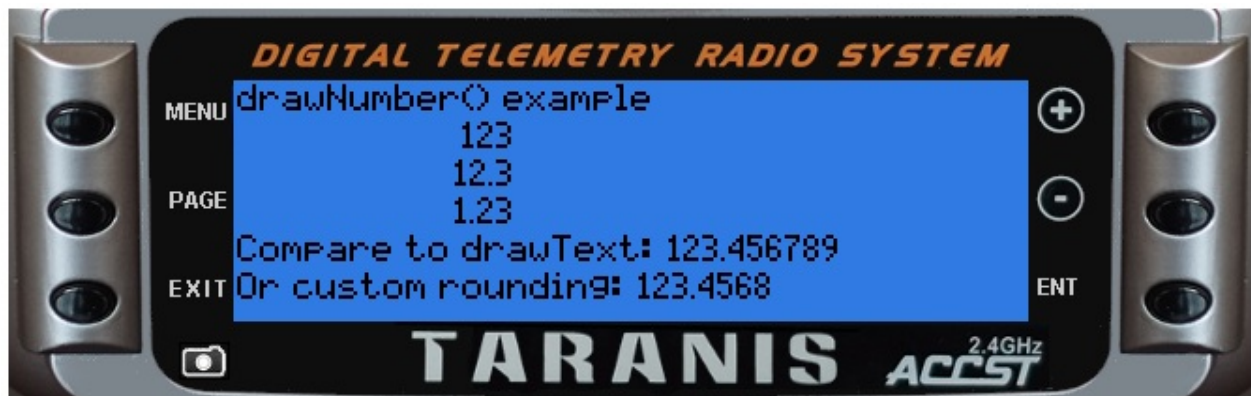 DIGITAL TELEMETRY RADIO SYSTEM
MENU
PAGE
EXIT
drawNumber() example
123
12.3
1.23
Compare to drawText: 123.456789
Or custom rounding: 123.4568
+
-
ENT
TARANIS
2.4GHz
ACCST